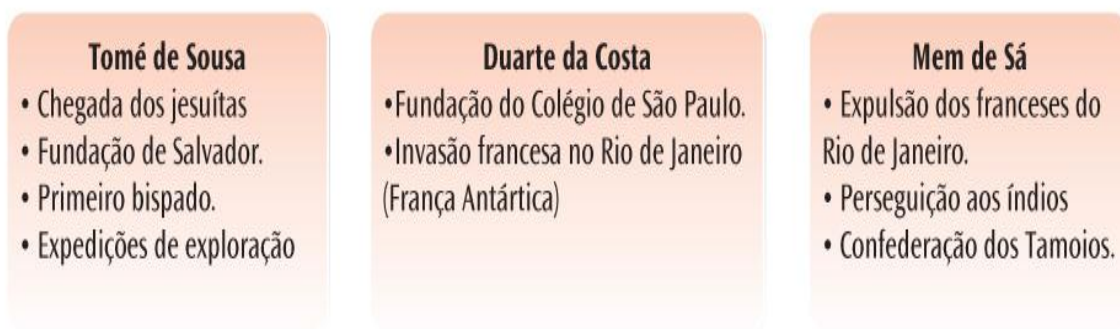 Tomé de Sousa
• Chegada dos jesuítas
• Fundação de Salvador.
• Primeiro bispado.
• Expedições de exploração
Duarte da Costa
•Fundação do Colégio de São Paulo.
•Invasão francesa no Rio de Janeiro
(França Antártica)
Mem de Sá
• Expulsão dos franceses do
Rio de Janeiro.
• Perseguição aos índios
• Confederação dos Tamoios.